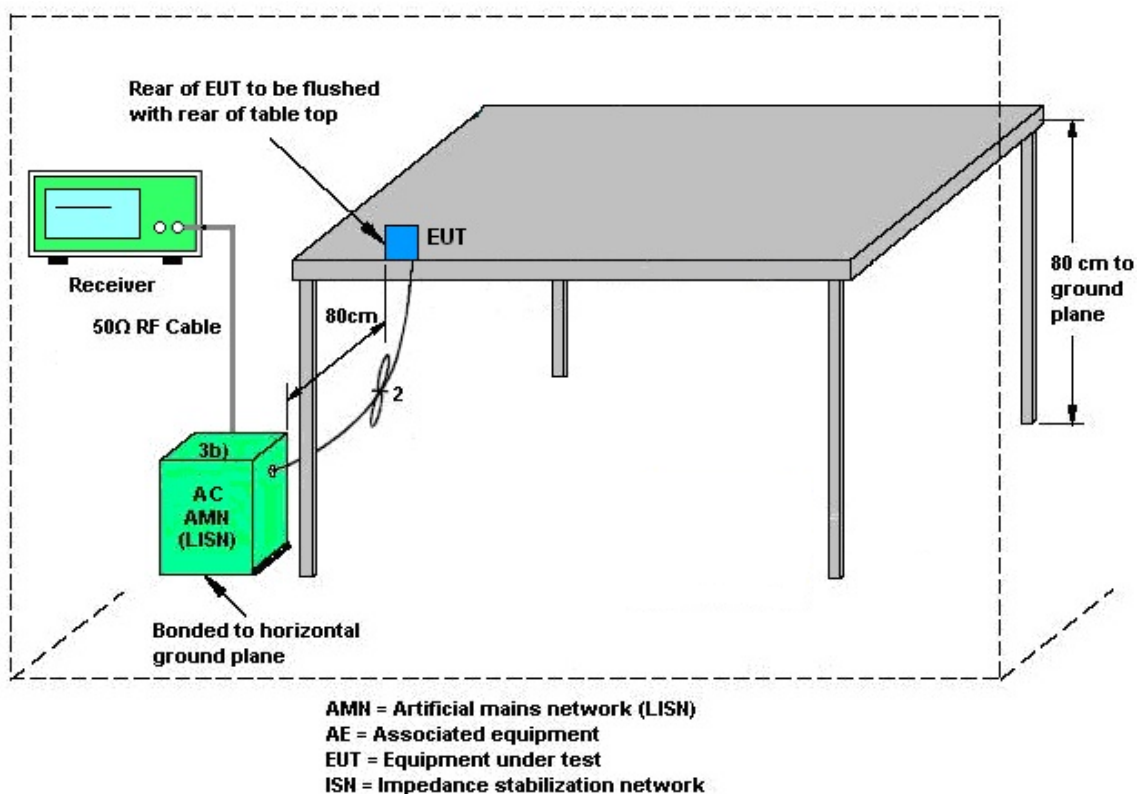 Rear of EUT to be flushed
with rear of table top
EUT
Receiver
50Ω RF Cable
80cm
80 cm to
ground
plane
2
3b)
AC
AMN
(LISN)
Bonded to horizontal
ground plane
AMN = Artificial mains network (LISN)
AE = Associated equipment
EUT = Equipment under test
ISN = Impedance stabilization network